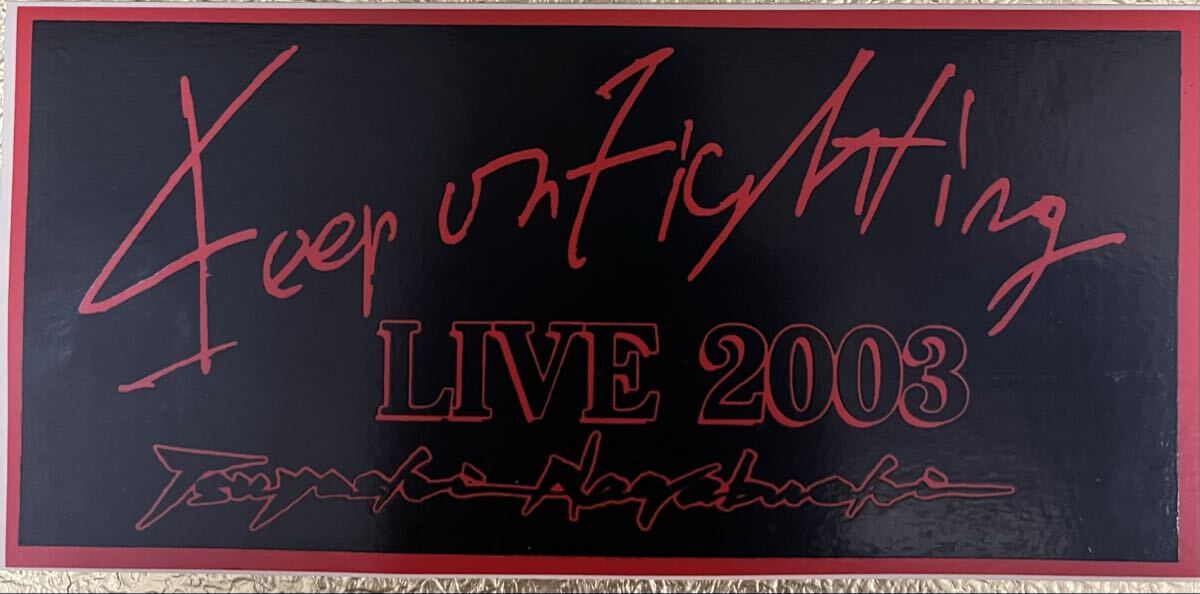 Keep on Fighting
LIVE 2003
Tsuyoshi Nagabuchi